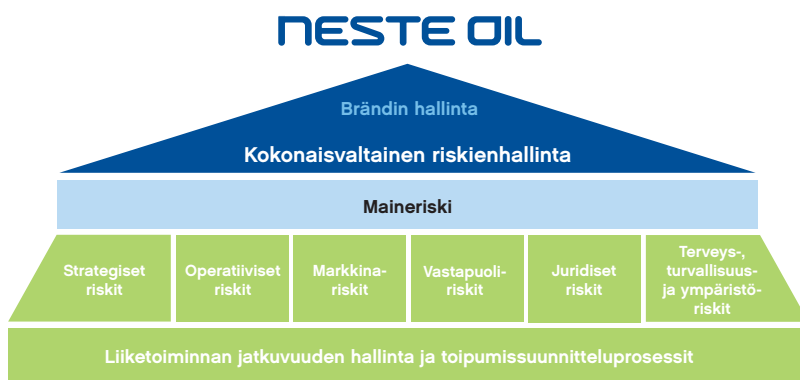 NESTE OIL
Brändin hallinta
Kokonaisvaltainen riskienhallinta
Maineriski
Strategiset
riskit
Operatiiviset
riskit
Markkina-
riskit
Vastapuoli-
riskit
Juridiset
riskit
Terveys-,
turvallisuus-
ja ympäristö-
riskit
Liiketoiminnan jatkuvuuden hallinta ja toipumissuunnitteluprosessit